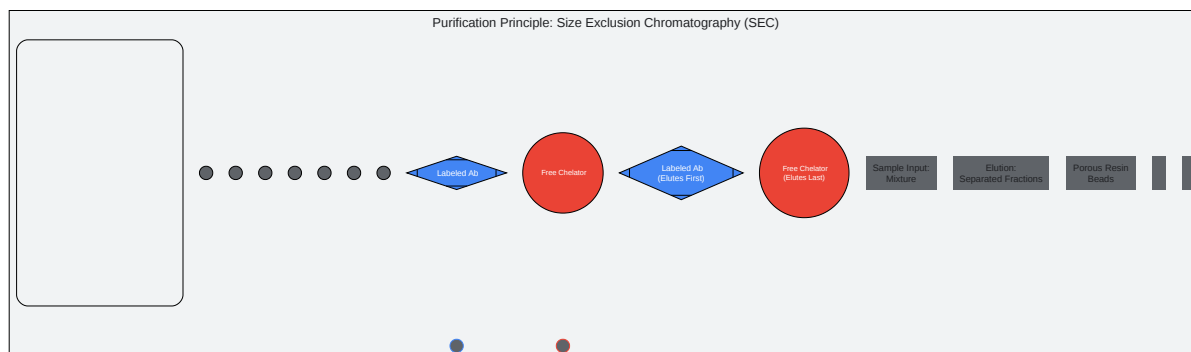 Purification Principle: Size Exclusion Chromatography (SEC)
Labeled Ab
Free Chelator
Labeled Ab
(Elutes First)
Free Chelator
(Elutes Last)
Sample Input:
Mixture
Elution:
Separated Fractions
Porous Resin
Beads